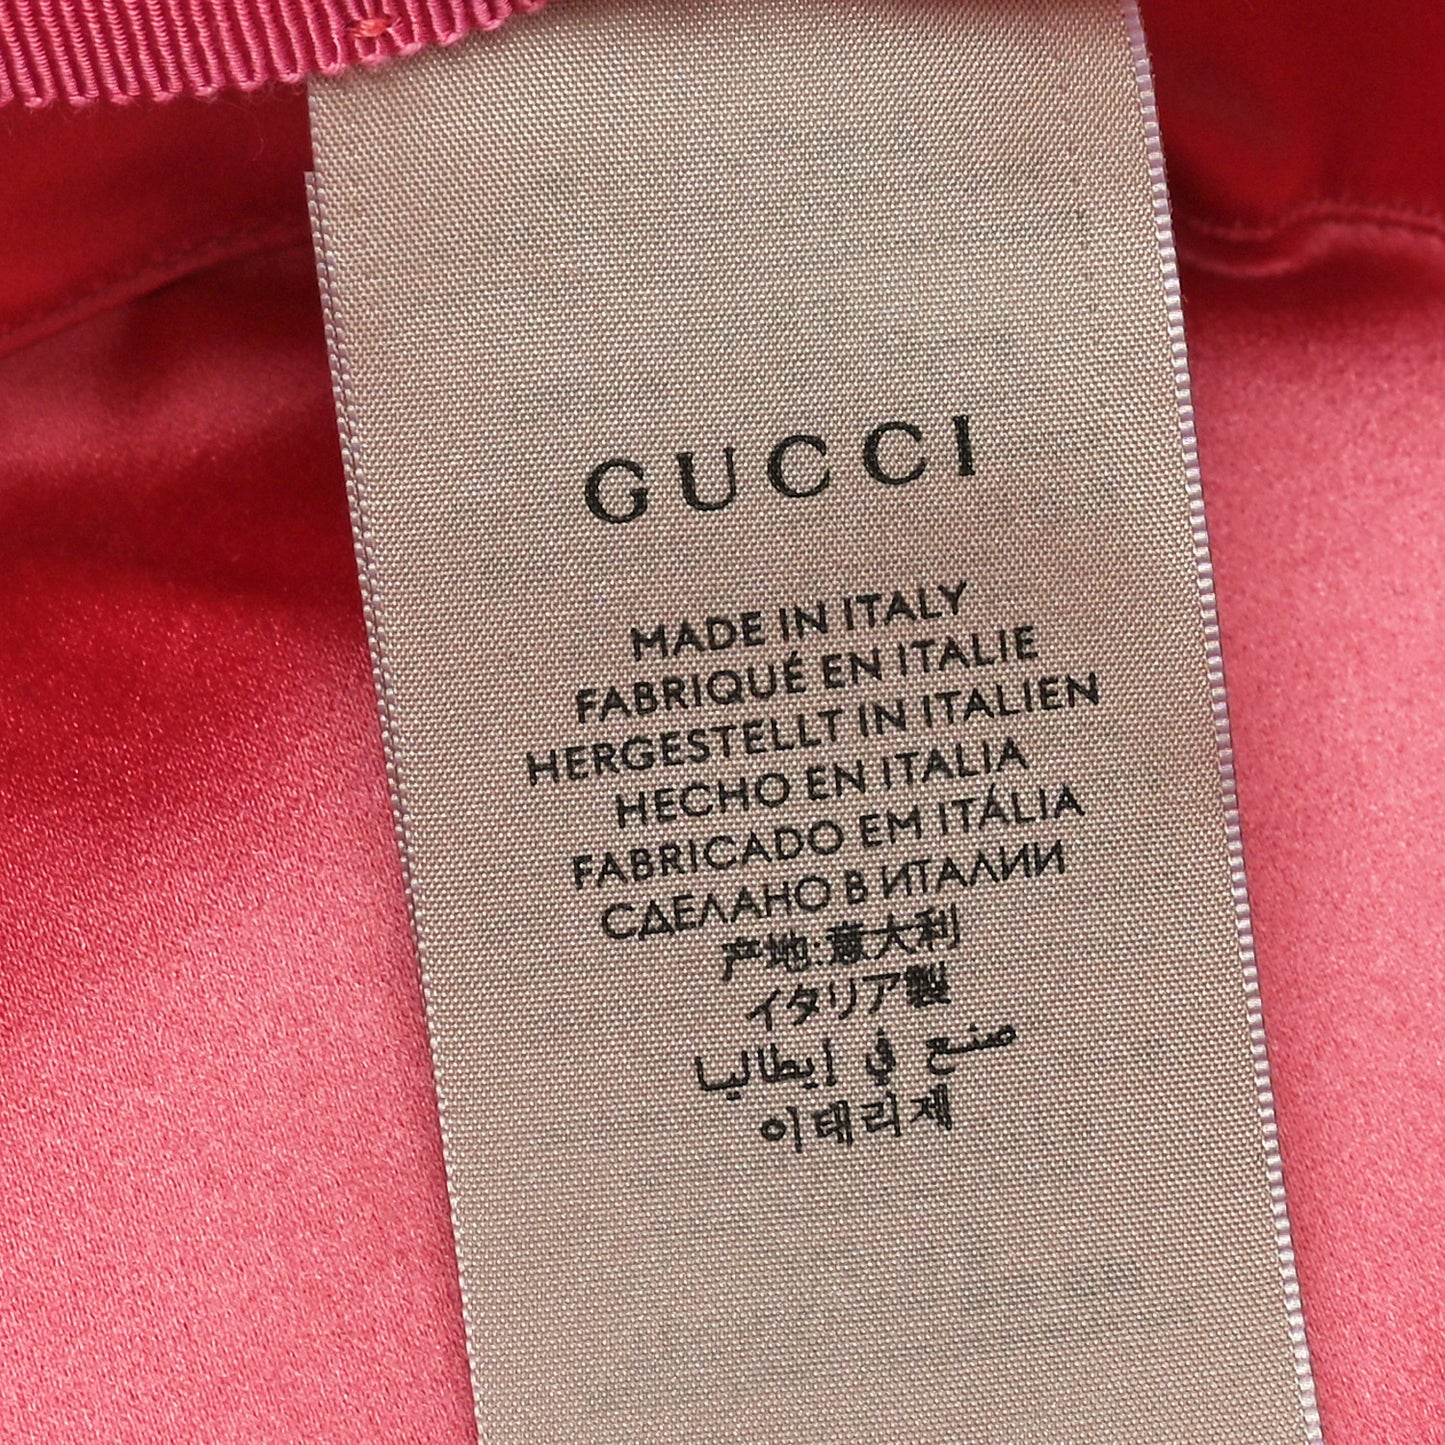 GUCCI
MADE IN ITALY
FABRIQUÉ EN ITALIE
HERGESTELLT IN ITALIEN
HECHO EN ITALIA
FABRICADO EM ITÁLIA
СДЕЛАНО В ИТАЛИИ
产地:意大利
イタリア製
صنع في إيطاليا
이태리제